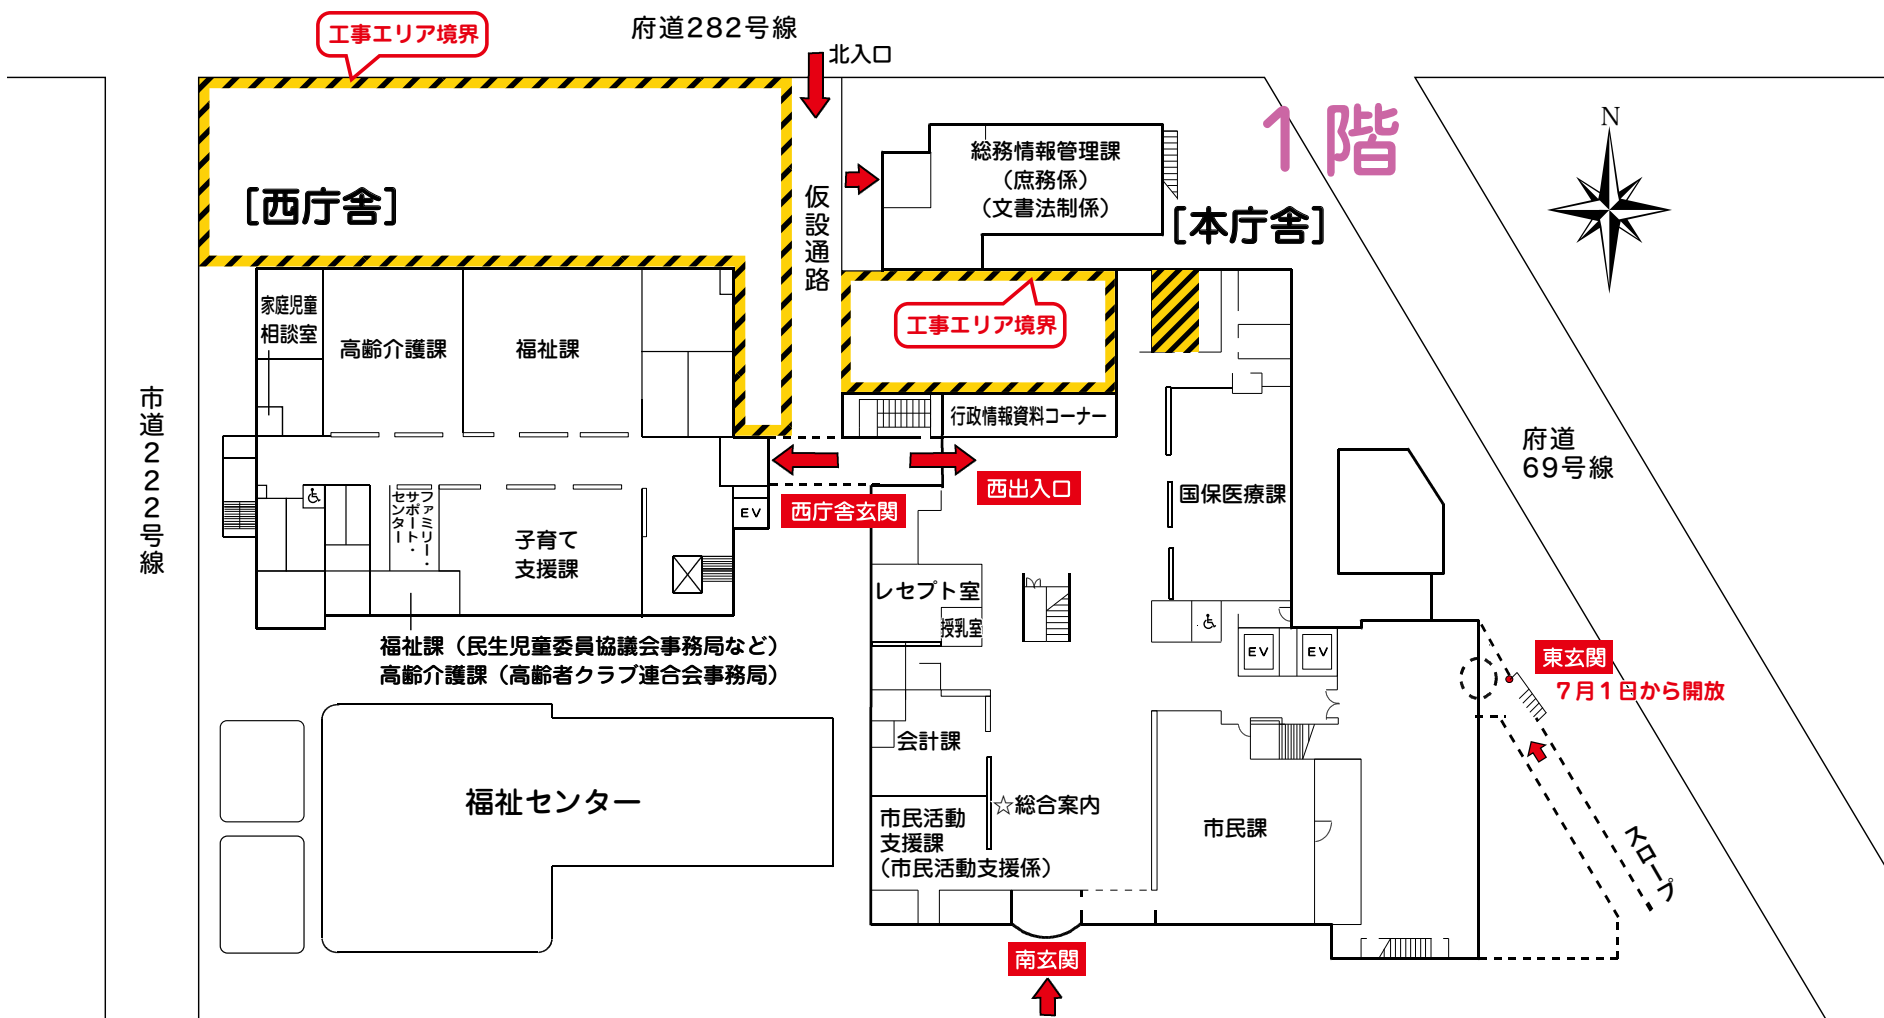 工事エリア境界
府道282号線
北入口
1階
N
[西庁舎]
仮設通路
総務情報管理課
(庶務係)
(文書法制係)
[本庁舎]
工事エリア境界
家庭児童
相談室
高齢介護課
福祉課
行政情報資料コーナー
市道222号線
府道
69号線
西出入口
西庁舎玄関
国保医療課
EV
ファミリー・
サポート・
センター
子育て
支援課
レセプト室
授乳室
福祉課(民生児童委員協議会事務局など)
高齢介護課(高齢者クラブ連合会事務局)
EV
EV
東玄関
7月1日から開放
会計課
福祉センター
☆総合案内
市民活動
支援課
(市民活動支援係)
市民課
スロープ
南玄関